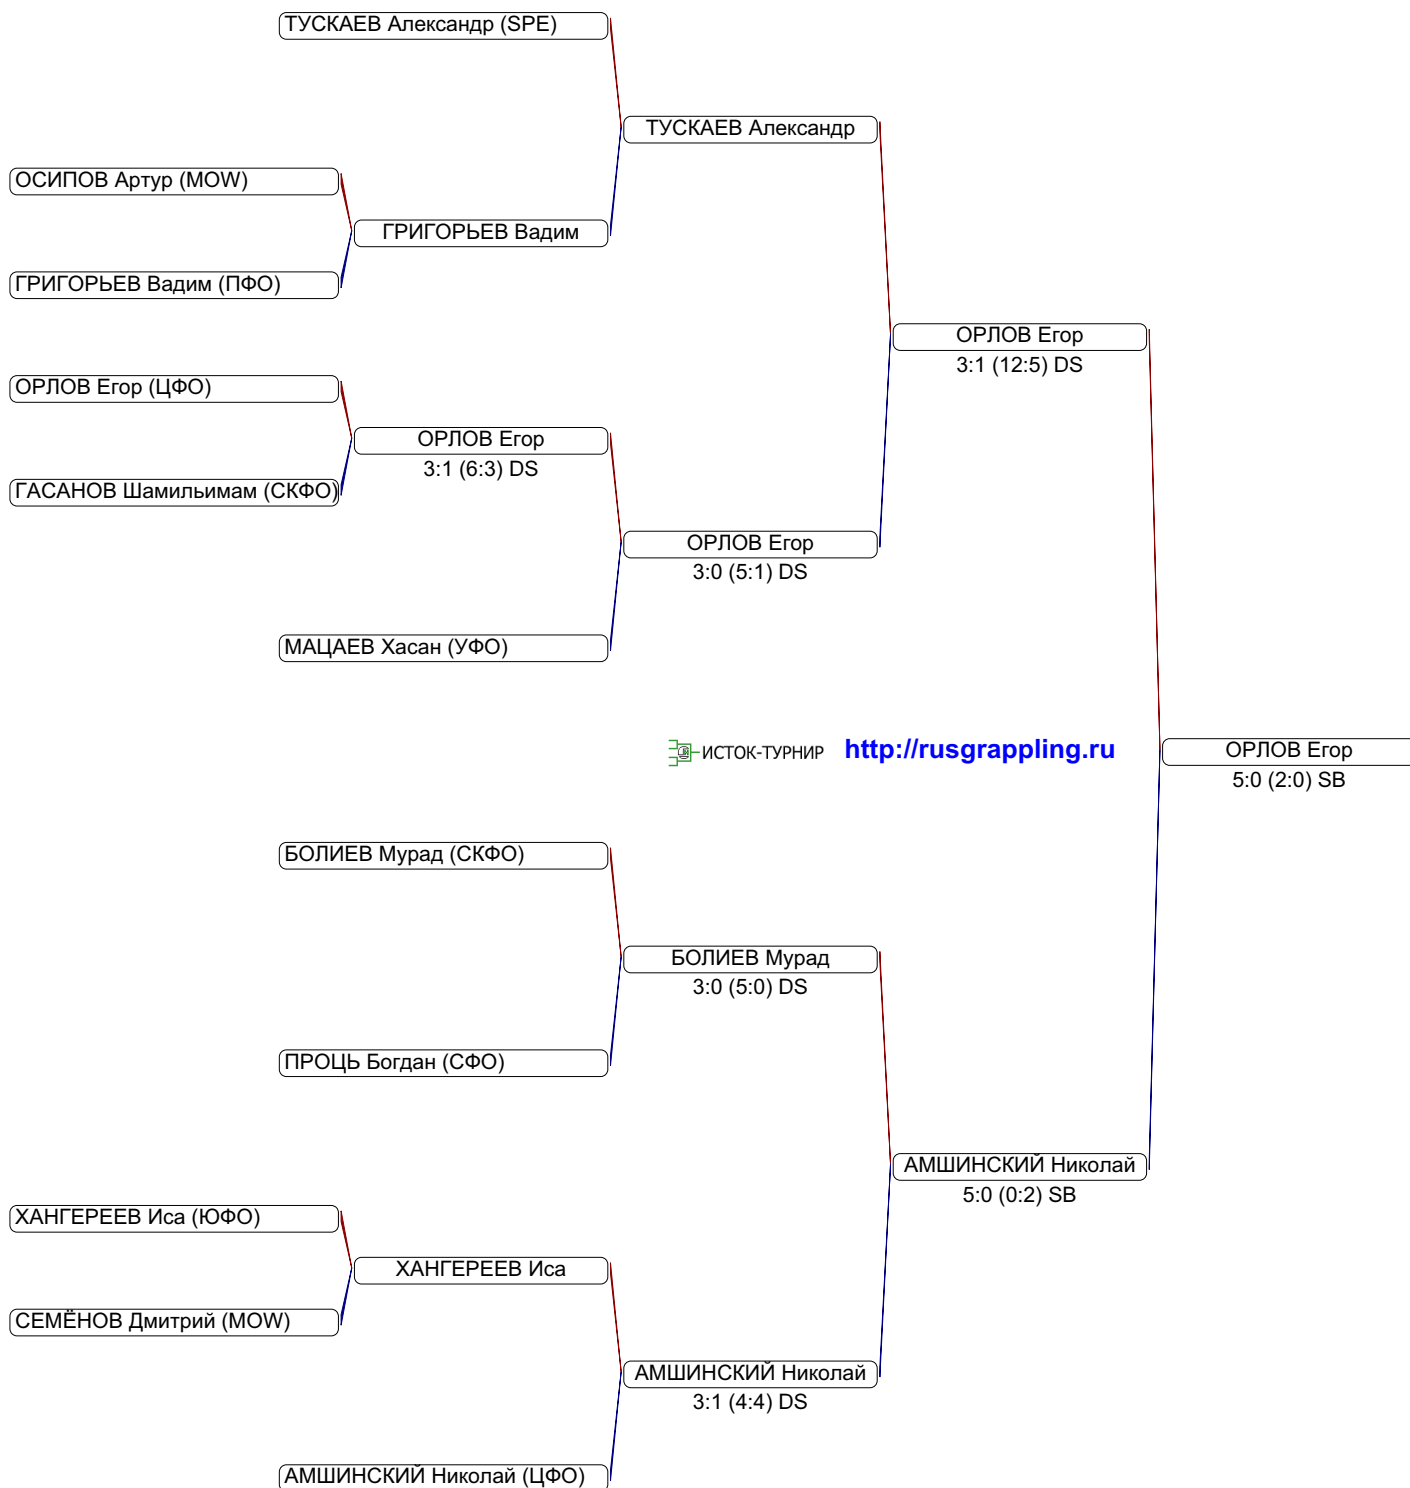 ТУСКАЕВ Александр (SPE)
ТУСКАЕВ Александр
ОСИПОВ Артур (MOW)
ГРИГОРЬЕВ Вадим
ГРИГОРЬЕВ Вадим (ПФО)
ОРЛОВ Егор
3:1 (12:5) DS
ОРЛОВ Егор (ЦФО)
ОРЛОВ Егор
3:1 (6:3) DS
ГАСАНОВ Шамильимам (СКФО)
ОРЛОВ Егор
3:0 (5:1) DS
МАЦАЕВ Хасан (УФО)
ИСТОК-ТУРНИР http://rusgrappling.ru
ОРЛОВ Егор
5:0 (2:0) SB
БОЛИЕВ Мурад (СКФО)
БОЛИЕВ Мурад
3:0 (5:0) DS
ПРОЦЬ Богдан (СФО)
АМШИНСКИЙ Николай
5:0 (0:2) SB
ХАНГЕРЕЕВ Иса (ЮФО)
ХАНГЕРЕЕВ Иса
СЕМЁНОВ Дмитрий (MOW)
АМШИНСКИЙ Николай
3:1 (4:4) DS
АМШИНСКИЙ Николай (ЦФО)